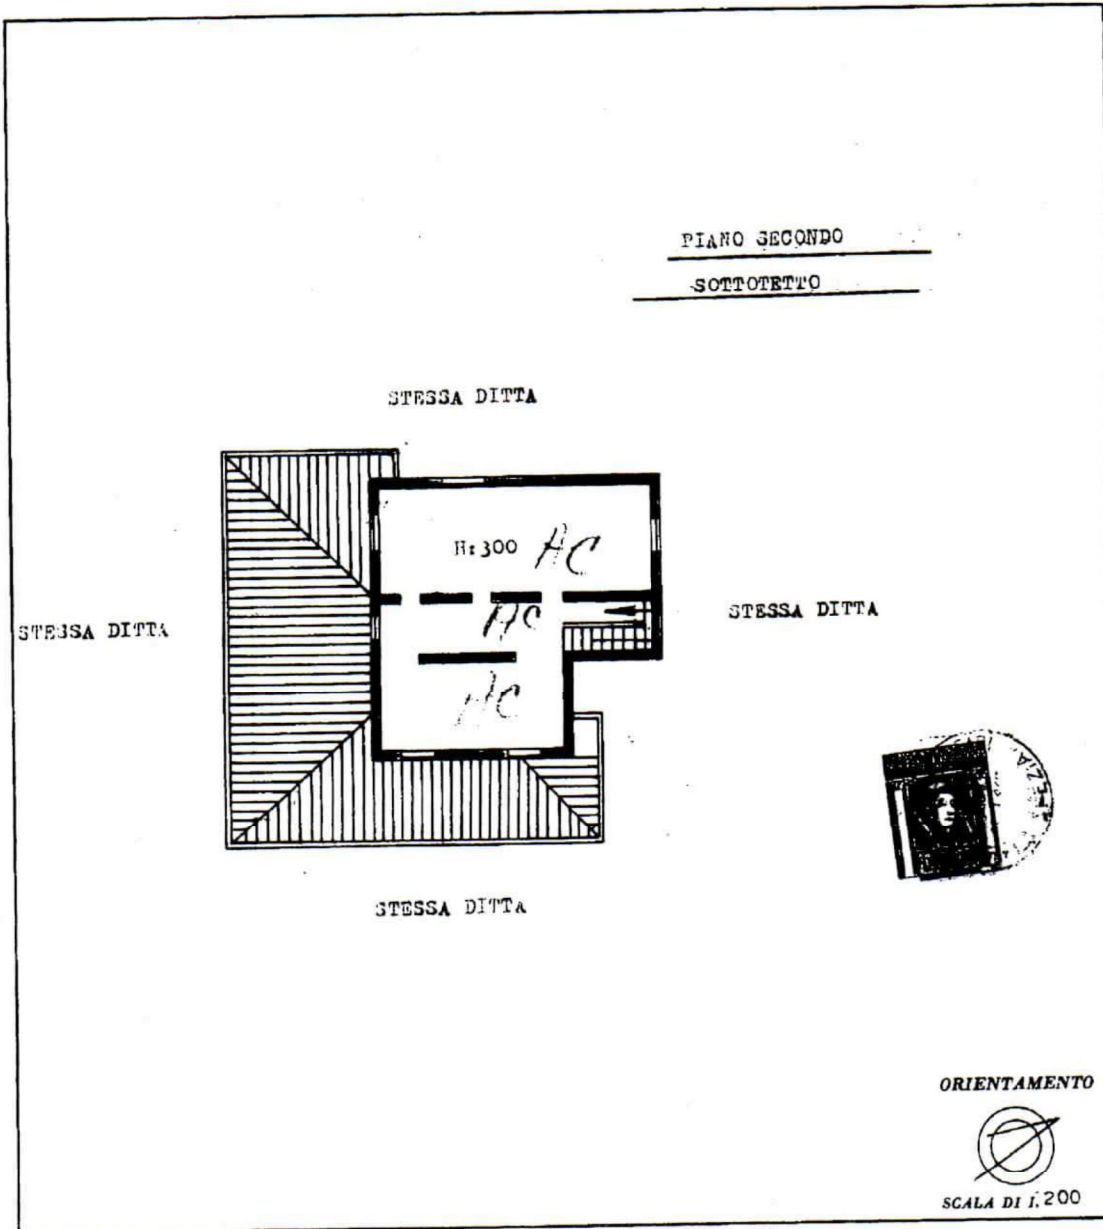 PIANO SECONDO
SOTTOTETTO
STESSA DITTA
H:300 AC
STESSA DITTA
AC
STESSA DITTA
AC
STESSA DITTA
ORIENTAMENTO
SCALA DI 1:200